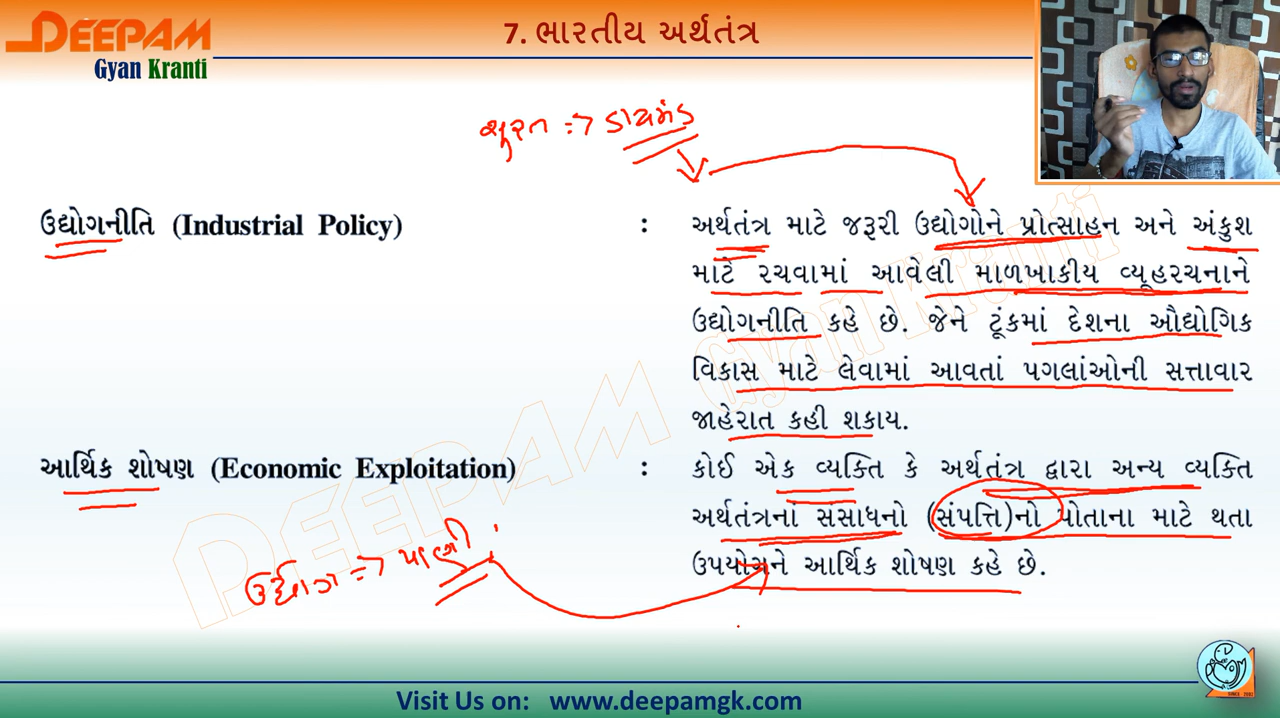 DEEPAM
Gyan Kranti
7. ભારતીય અર્થતંત્ર
સુરત => ડાયમંડ
ઉદ્યોગનીતિ (Industrial Policy) : અર્થતંત્ર માટે જરૂરી ઉદ્યોગોને પ્રોત્સાહન અને અંકુશ
માટે રચવામાં આવેલી માળખાકીય વ્યૂહરચનાને
ઉદ્યોગનીતિ કહે છે. જેને ટૂંકમાં દેશના ઔદ્યોગિક
વિકાસ માટે લેવામાં આવતાં પગલાંઓની સત્તાવાર
જાહેરાત કહી શકાય.
આર્થિક શોષણ (Economic Exploitation) : કોઈ એક વ્યક્તિ કે અર્થતંત્ર દ્વારા અન્ય વ્યક્તિ
અર્થતંત્રના સંસાધનો (સંપત્તિ)નો પોતાના માટે થતા
ઉપયોગને આર્થિક શોષણ કહે છે.
=> પાણી
DEEPAM Gyan Kranti
Visit Us on: www.deepamgk.com